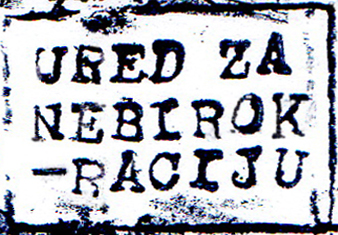 URED ZA
NEBIROK
-RACIJU